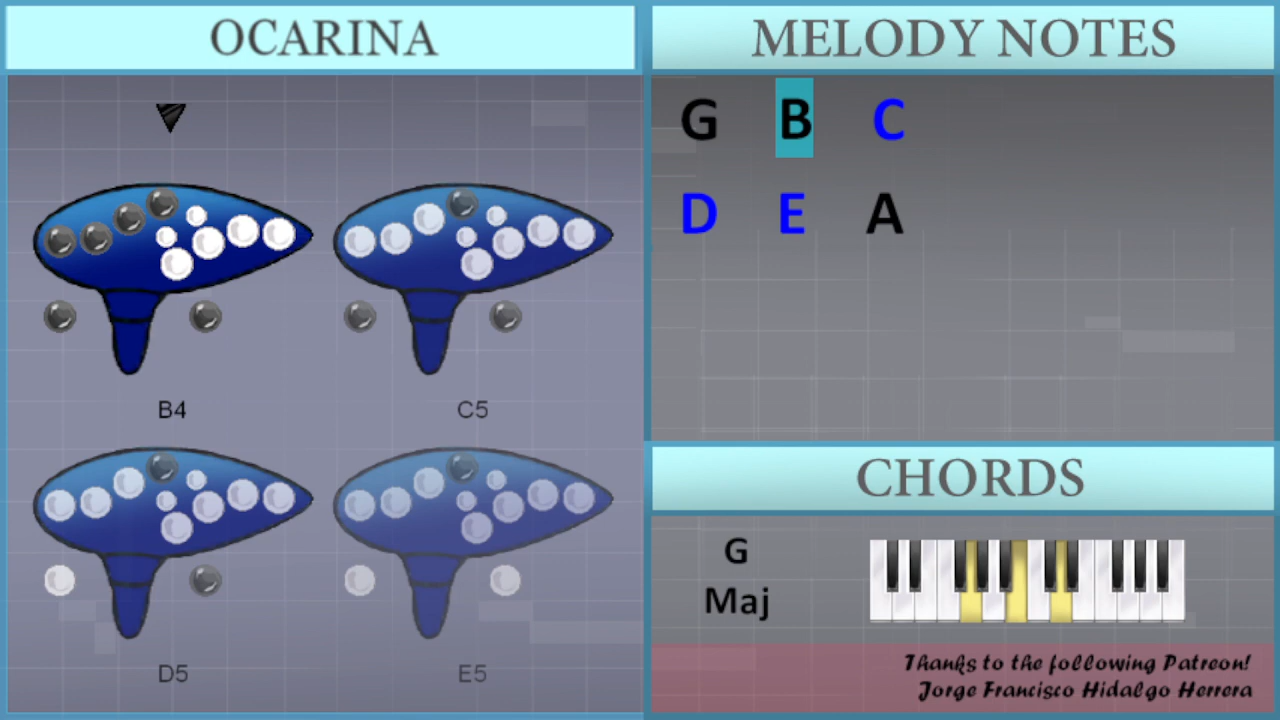 OCARINA
B4
C5
D5
E5
MELODY NOTES
G B C
D E A
CHORDS
G
Maj
Thanks to the following Patreon!
Jorge Francisco Hidalgo Herrera